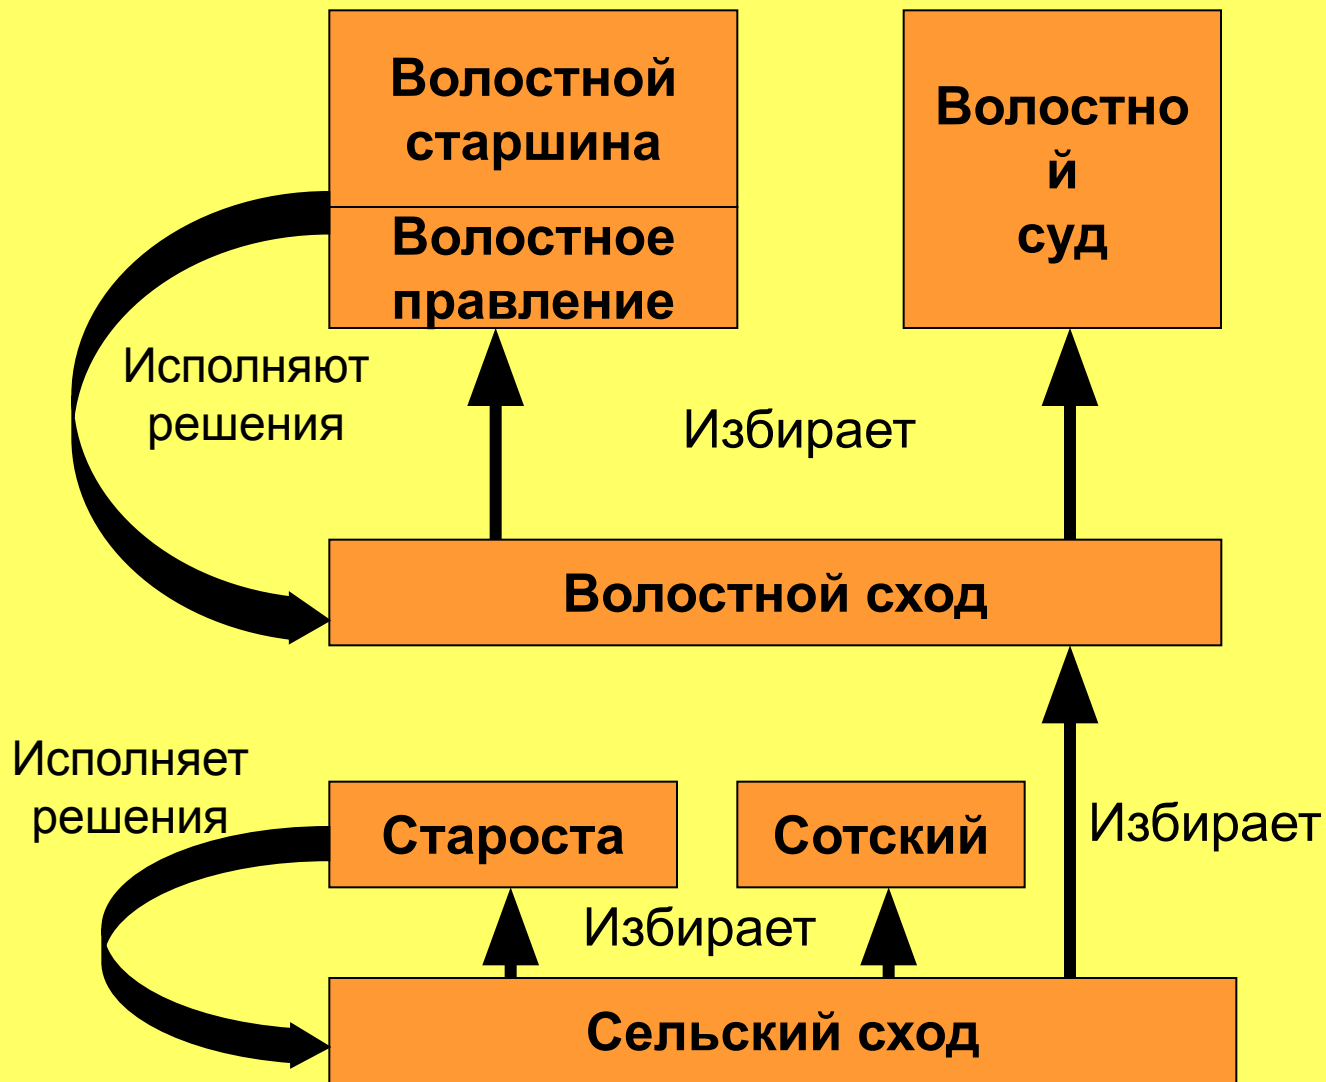 Волостной
старшина
Волостно
й
суд
Волостное
правление
Исполняют
решения
Избирает
Волостной сход
Исполняет
решения
Староста
Сотский
Избирает
Избирает
Сельский сход